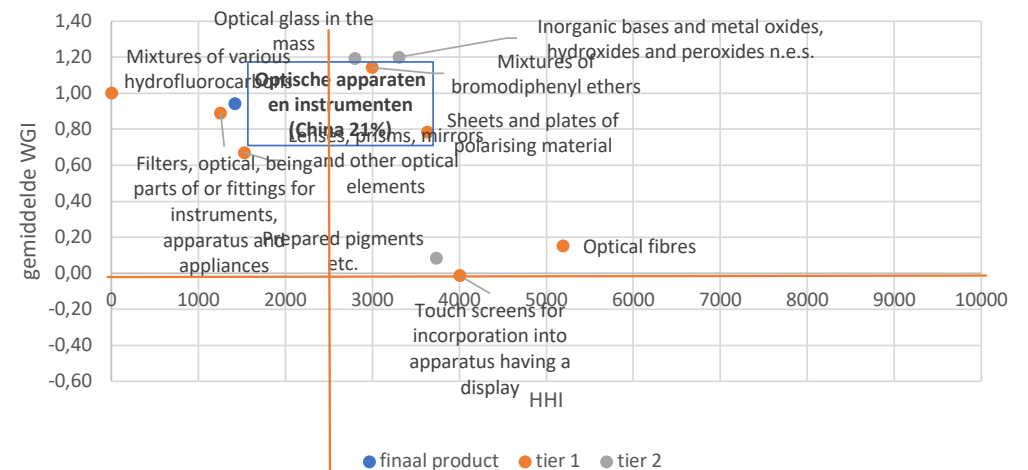 1,40
1,20
1,00
0,80
0,60
0,40
0,20
0,00
-0,20
-0,40
-0,60
gemiddelde WGI
Optical glass in the
mass
Inorganic bases and metal oxides,
hydroxides and peroxides n.e.s.
Mixtures of various
hydrofluorocarbons
Mixtures of
bromodiphenyl ethers
Optische apparaten
en instrumenten
(China 21%)
Sheets and plates of
polarising material
Lenses, prisms, mirrors
and other optical
elements
Filters, optical, being
parts of or fittings for
instruments,
apparatus and
appliances
Prepared pigments
etc.
Optical fibres
0
1000
2000
3000
4000
5000
6000
7000
8000
9000
10000
Touch screens for
incorporation into
apparatus having a
display
HHI
finaal product
tier 1
tier 2